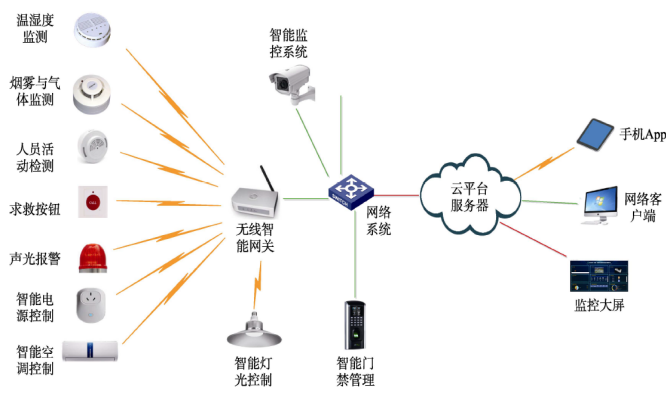 温湿度
监测
烟雾与气
体监测
人员活
动检测
求救按钮
声光报警
智能电
源控制
智能空
调控制
智能监
控系统
无线智
能网关
智能灯
光控制
网络
系统
智能门
禁管理
云平台
服务器
手机App
网络客
户端
监控大屏